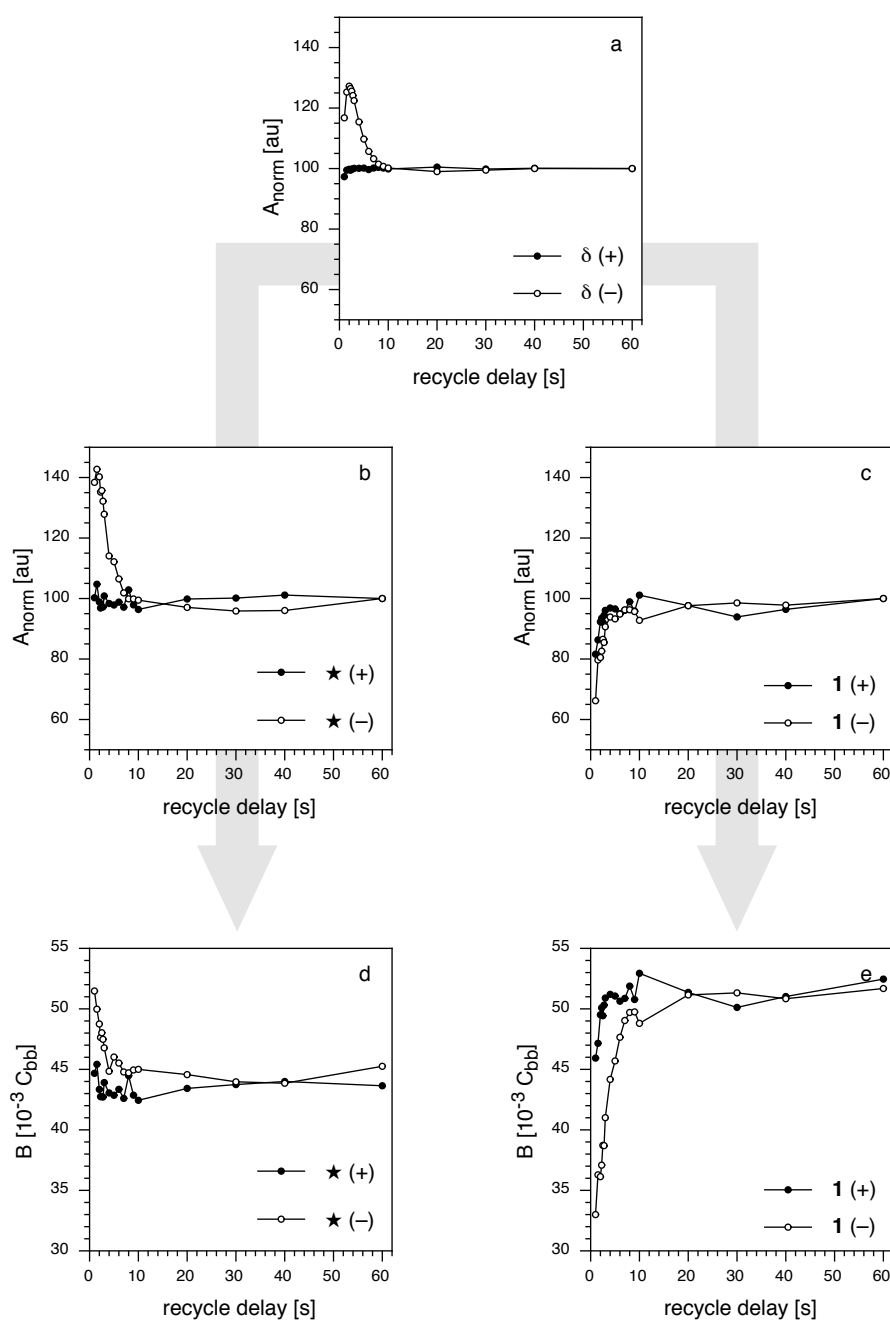 a
140
120
100
80
60
A_norm [au]
δ (+)
δ (–)
0 10 20 30 40 50 60
recycle delay [s]
b
140
120
100
80
60
A_norm [au]
★ (+)
★ (–)
0 10 20 30 40 50 60
recycle delay [s]
c
140
120
100
80
60
A_norm [au]
1 (+)
1 (–)
0 10 20 30 40 50 60
recycle delay [s]
d
55
50
45
40
35
30
B [10⁻³ C_bb]
★ (+)
★ (–)
0 10 20 30 40 50 60
recycle delay [s]
e
55
50
45
40
35
30
B [10⁻³ C_bb]
1 (+)
1 (–)
0 10 20 30 40 50 60
recycle delay [s]